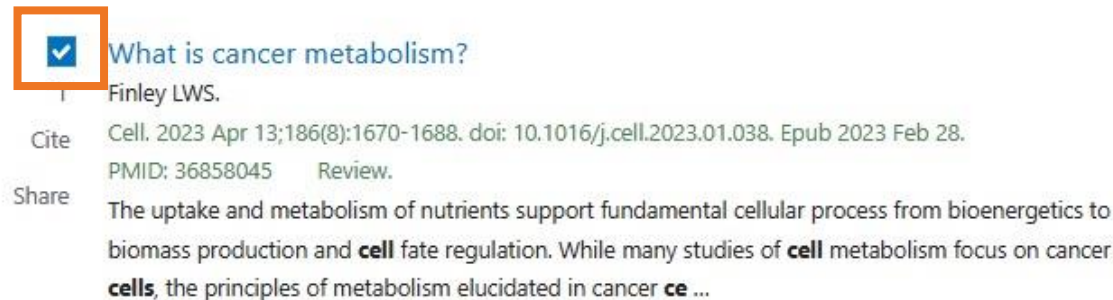 What is cancer metabolism?
1
Finley LWS.
Cite
Cell. 2023 Apr 13;186(8):1670-1688. doi: 10.1016/j.cell.2023.01.038. Epub 2023 Feb 28.
PMID: 36858045 Review.
Share
The uptake and metabolism of nutrients support fundamental cellular process from bioenergetics to
biomass production and cell fate regulation. While many studies of cell metabolism focus on cancer
cells, the principles of metabolism elucidated in cancer ce ...